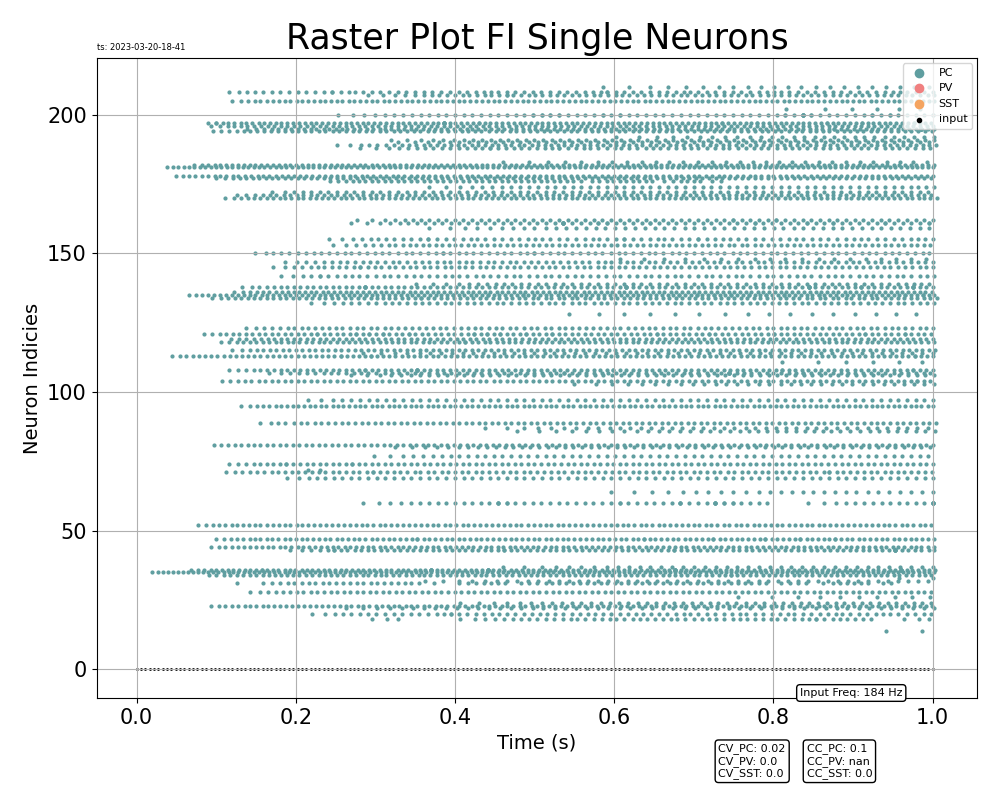 Raster Plot FI Single Neurons
ts: 2023-03-20-18-41
PC
PV
SST
input
200
150
100
50
0
Neuron Indicies
0.0 0.2 0.4 0.6 0.8 1.0
Input Freq: 184 Hz
Time (s)
CV_PC: 0.02
CV_PV: 0.0
CV_SST: 0.0
CC_PC: 0.1
CC_PV: nan
CC_SST: 0.0